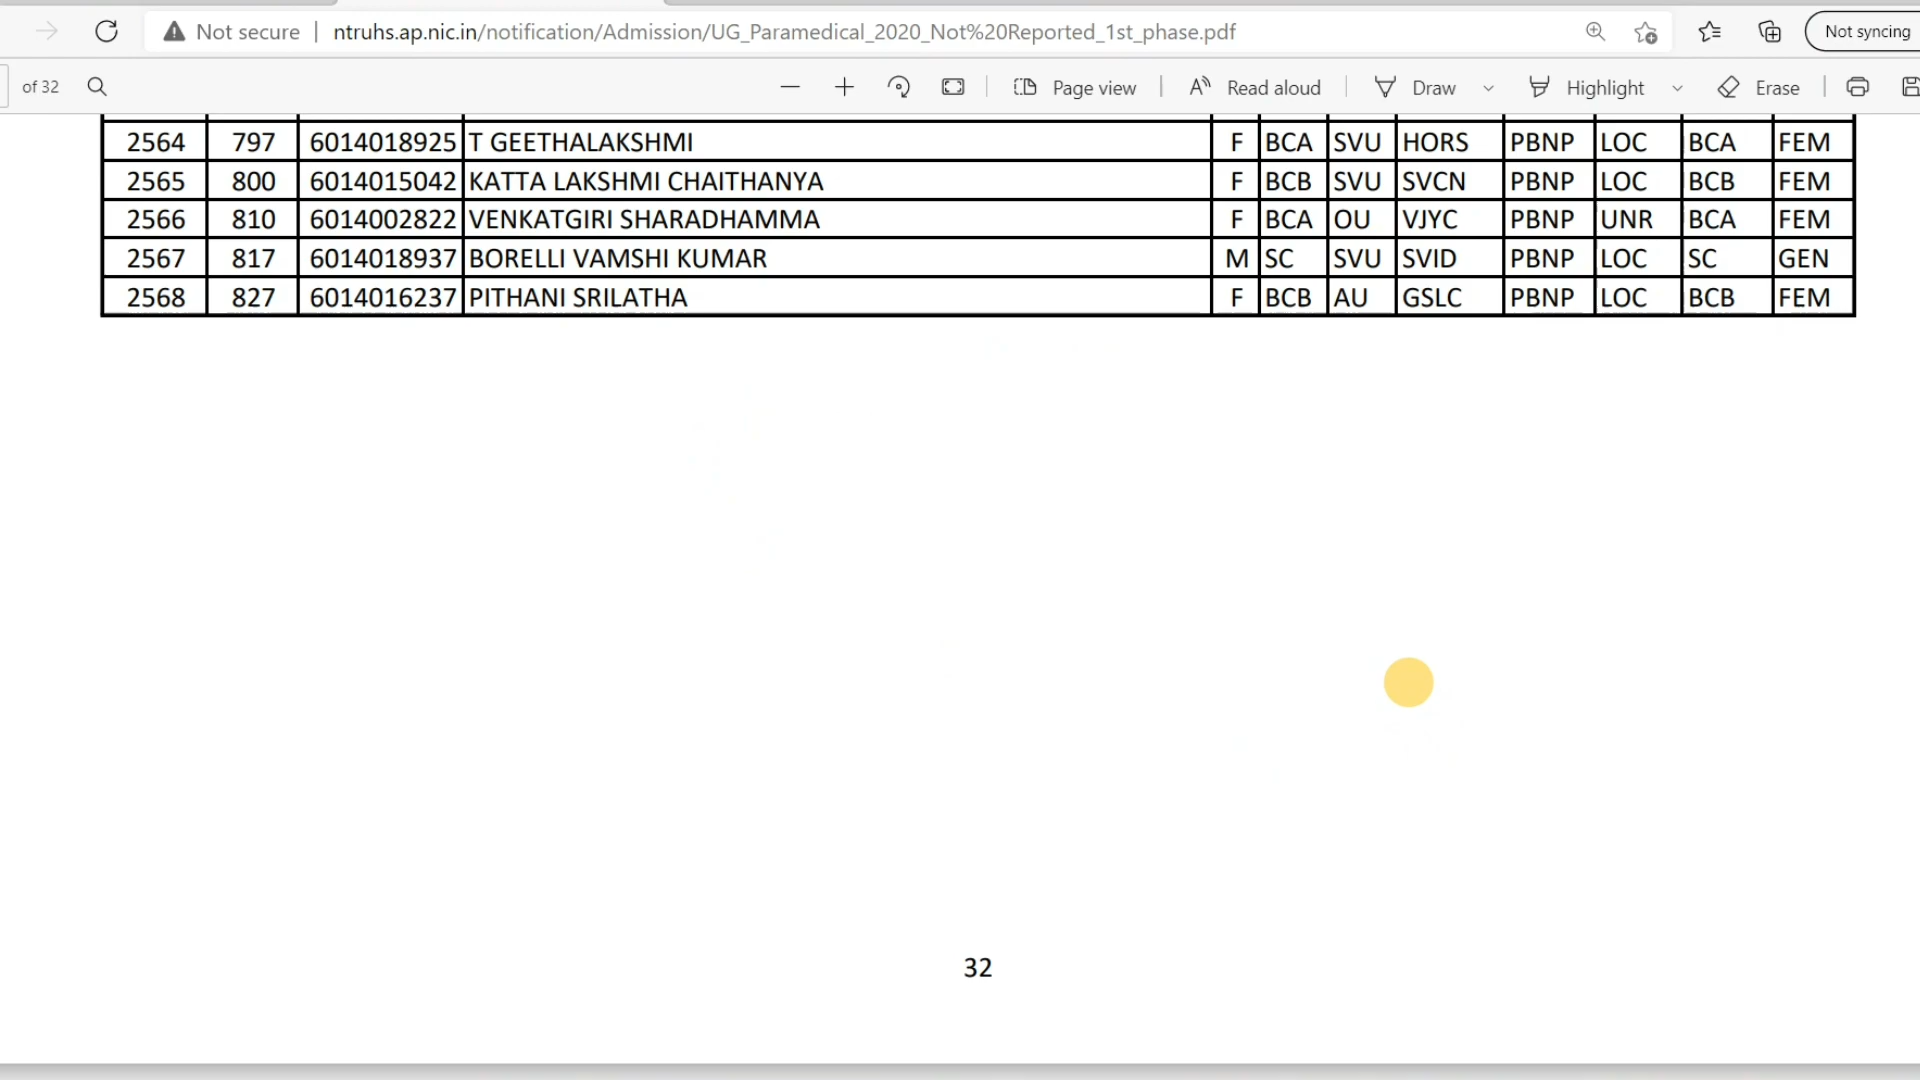 Not secure | ntruhs.ap.nic.in/notification/Admission/UG_Paramedical_2020_Not%20Reported_1st_phase.pdf Not syncing
of 32 Page view Read aloud Draw Highlight Erase
2564 797 6014018925 T GEETHALAKSHMI F BCA SVU HORS PBNP LOC BCA FEM
2565 800 6014015042 KATTA LAKSHMI CHAITHANYA F BCB SVU SVCN PBNP LOC BCB FEM
2566 810 6014002822 VENKATGIRI SHARADHAMMA F BCA OU VJYC PBNP UNR BCA FEM
2567 817 6014018937 BORELLI VAMSHI KUMAR M SC SVU SVID PBNP LOC SC GEN
2568 827 6014016237 PITHANI SRILATHA F BCB AU GSLC PBNP LOC BCB FEM
32